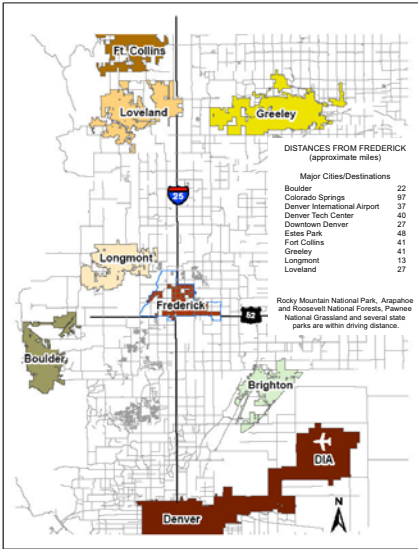 Ft. Collins
Loveland
Greeley
DISTANCES FROM FREDERICK
(approximate miles)
Major Cities/Destinations
Boulder 22
Colorado Springs 97
Denver International Airport 37
Denver Tech Center 40
Downtown Denver 27
Estes Park 48
Fort Collins 41
Greeley 41
Longmont 13
Loveland 27
25
Longmont
Frederick
52
Rocky Mountain National Park, Arapahoe
and Roosevelt National Forests, Pawnee
National Grassland and several state
parks are within driving distance.
Boulder
Brighton
DIA
Denver
N